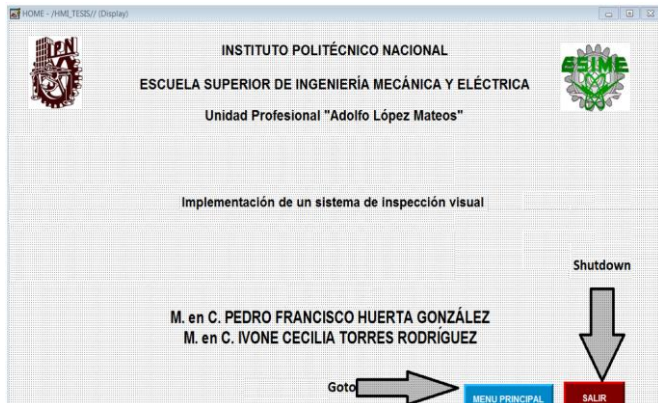 HOME - /HMI_TESIS// (Display)
IPN
ESIME
INSTITUTO POLITÉCNICO NACIONAL
ESCUELA SUPERIOR DE INGENIERÍA MECÁNICA Y ELÉCTRICA
Unidad Profesional "Adolfo López Mateos"
Implementación de un sistema de inspección visual
Shutdown
M. en C. PEDRO FRANCISCO HUERTA GONZÁLEZ
M. en C. IVONE CECILIA TORRES RODRÍGUEZ
Goto
MENU PRINCIPAL
SALIR